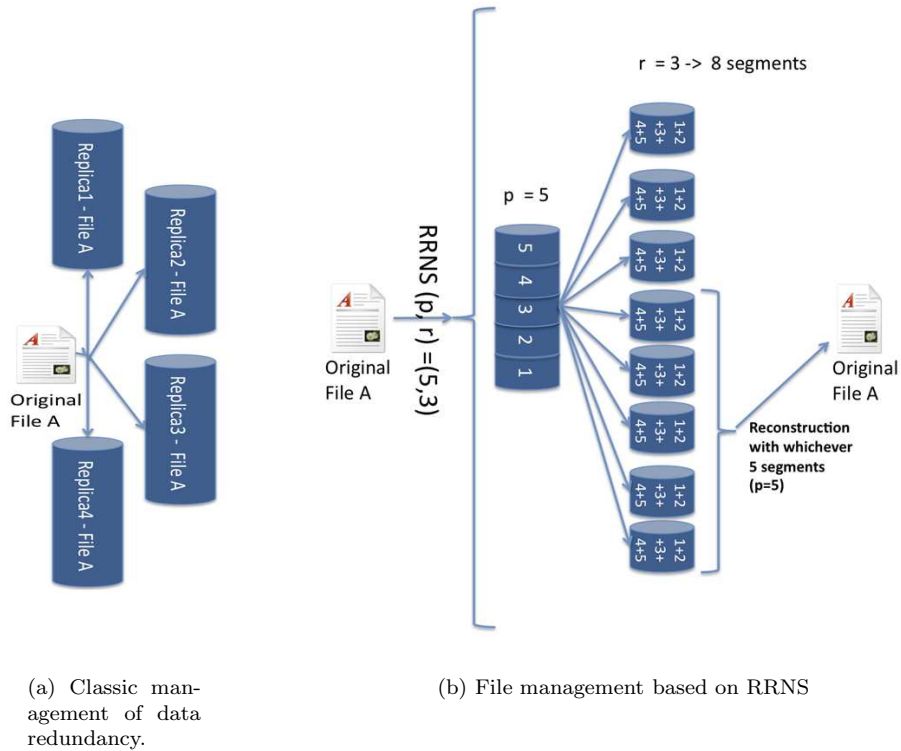 Replica1 - File A
Replica2 - File A
Original
File A
Replica3 - File A
Replica4 - File A
(a) Classic man-
agement of data
redundancy.
Original
File A
RRNS (p, r) =(5,3)
p = 5
5
4
3
2
1
r = 3 -> 8 segments
1+2
+3+
4+5
1+2
+3+
4+5
1+2
+3+
4+5
1+2
+3+
4+5
1+2
+3+
4+5
1+2
+3+
4+5
1+2
+3+
4+5
1+2
+3+
4+5
Reconstruction
with whichever
5 segments
(p=5)
Original
File A
(b) File management based on RRNS